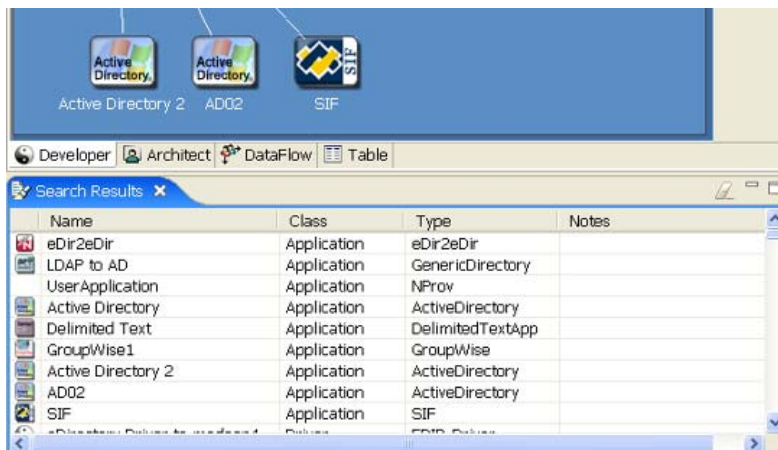 Active Directory
Active Directory
SIF
Active Directory 2 AD02 SIF
Developer Architect DataFlow Table
Search Results
Name Class Type Notes
eDir2eDir Application eDir2eDir
LDAP to AD Application GenericDirectory
UserApplication Application NProv
Active Directory Application ActiveDirectory
Delimited Text Application DelimitedTextApp
GroupWise1 Application GroupWise
Active Directory 2 Application ActiveDirectory
AD02 Application ActiveDirectory
SIF Application SIF